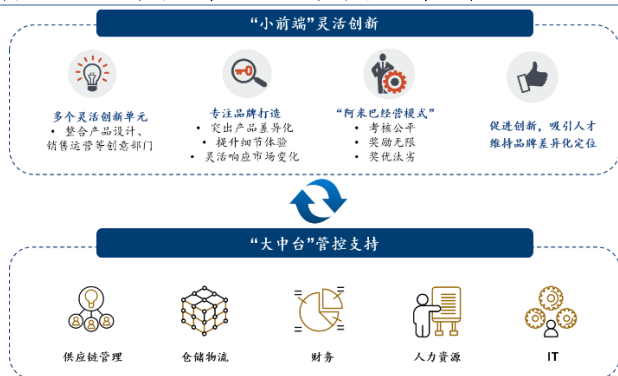 “小前端”灵活创新
多个灵活创新单元
• 整合产品设计、
销售运营等创意部门
专注品牌打造
• 突出产品差异化
• 提升细节体验
• 灵活响应市场变化
“阿米巴经营模式”
• 考核公平
• 奖励无限
• 奖优汰劣
促进创新，吸引人才
维持品牌差异化定位
“大中台”管控支持
供应链管理
仓储物流
财务
人力资源
IT